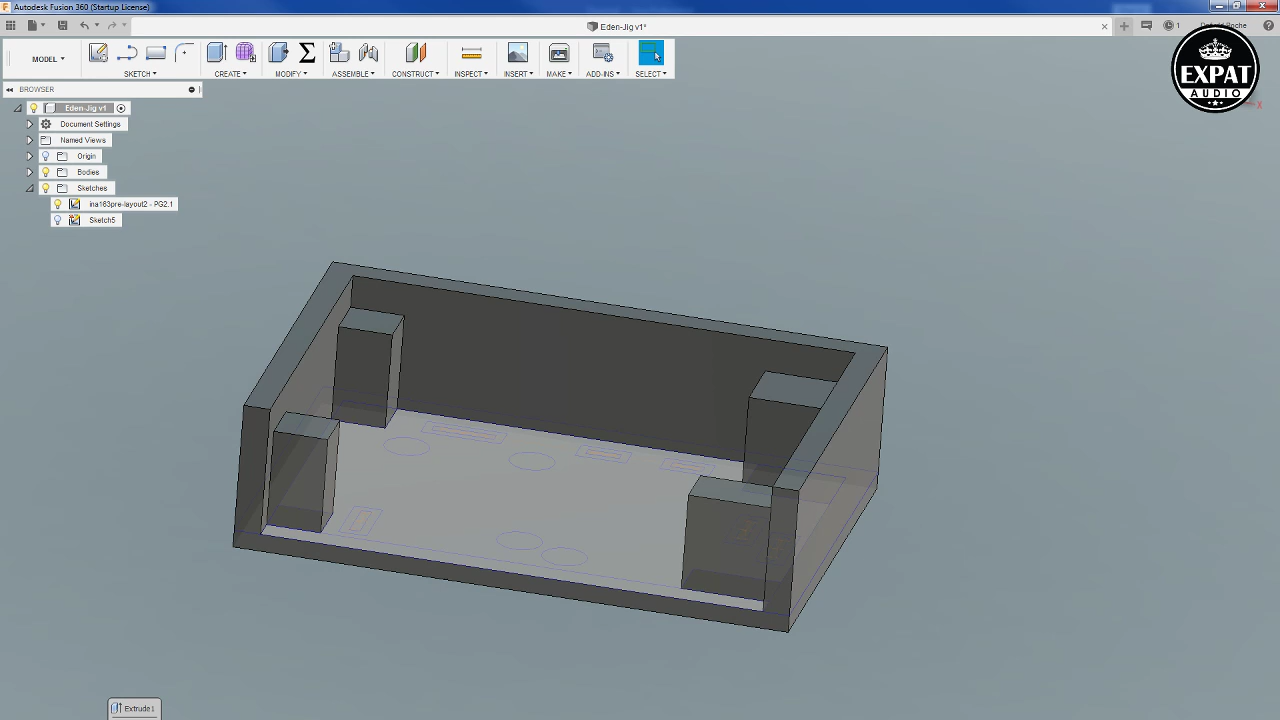 Autodesk Fusion 360 (Startup License)
Eden-Jig v1*
1
MODEL
SKETCH
CREATE
MODIFY
ASSEMBLE
CONSTRUCT
INSPECT
INSERT
MAKE
ADD-INS
SELECT
EXPAT
AUDIO
X
BROWSER
Eden-Jig v1
Document Settings
Named Views
Origin
Bodies
Sketches
ina163pre-layout2 - PG2.1
Sketch5
Extrude1